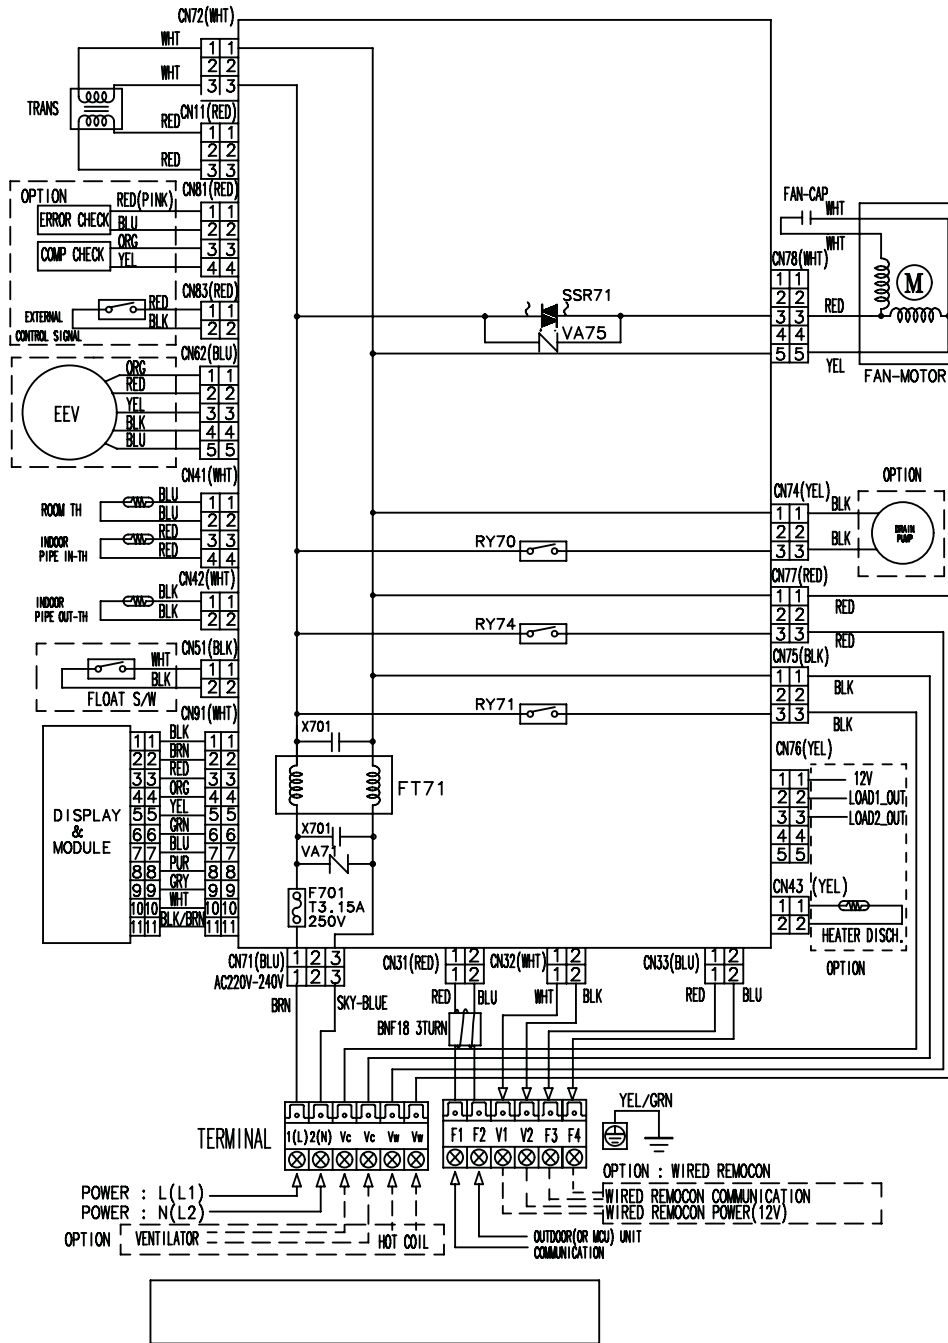 CN72(WHT)
WHT
1 1
2 2
WHT
3 3
TRANS
CN11(RED)
RED
1 1
2 2
RED
3 3
CN81(RED)
OPTION
RED(PINK)
ERROR CHECK
1 1
BLU
2 2
ORG
COMP CHECK
3 3
YEL
4 4
CN83(RED)
RED
EXTERNAL
CONTROL SIGNAL
1 1
BLK
2 2
CN62(BLU)
ORG
1 1
RED
2 2
EEV
YEL
3 3
BLK
4 4
BLU
5 5
CN41(WHT)
BLU
ROOM TH
1 1
BLU
2 2
RED
INDOOR
PIPE IN-TH
3 3
RED
4 4
CN42(WHT)
BLK
INDOOR
PIPE OUT-TH
1 1
BLK
2 2
CN51(BLK)
WHT
1 1
BLK
2 2
FLOAT S/W
CN91(WHT)
DISPLAY
&
MODULE
1 1 BLK 1 1
2 2 BRN 2 2
3 3 RED 3 3
4 4 ORG 4 4
5 5 YEL 5 5
6 6 GRN 6 6
7 7 BLU 7 7
8 8 PUR 8 8
9 9 GRY 9 9
10 10 WHT 10 10
11 11 BLK/BRN 11 11
SSR71
VA75
RY70
RY74
RY71
X701
FT71
X701
VA71
F701
T3.15A
250V
FAN-CAP
WHT
WHT
CN78(WHT)
1 1
2 2
3 3
RED
4 4
5 5
YEL
M
FAN-MOTOR
OPTION
CN74(YEL)
1 1
BLK
2 2
3 3
BLK
DRAIN
PUMP
CN77(RED)
1 1
RED
2 2
3 3
RED
CN75(BLK)
1 1
BLK
2 2
3 3
BLK
CN76(YEL)
1 1 12V
2 2 LOAD1_OUT
3 3 LOAD2_OUT
4 4
5 5
CN43 (YEL)
1 1
2 2
HEATER DISCH.
OPTION
CN71(BLU)
AC220V-240V
1 2 3
1 2 3
BRN
SKY-BLUE
CN31(RED)
1 2
1 2
RED
BLU
CN32(WHT)
1 2
1 2
WHT
BLK
CN33(BLU)
1 2
1 2
RED
BLU
BNF18 3TURN
YEL/GRN
TERMINAL
1(L) 2(N) Vc Vc Vw Vw
F1 F2 V1 V2 F3 F4
OPTION : WIRED REMOCON
POWER : L(L1)
POWER : N(L2)
WIRED REMOCON COMMUNICATION
WIRED REMOCON POWER(12V)
OPTION
VENTILATOR
HOT COIL
OUTDOOR(OR MCU) UNIT
COMMUNICATION